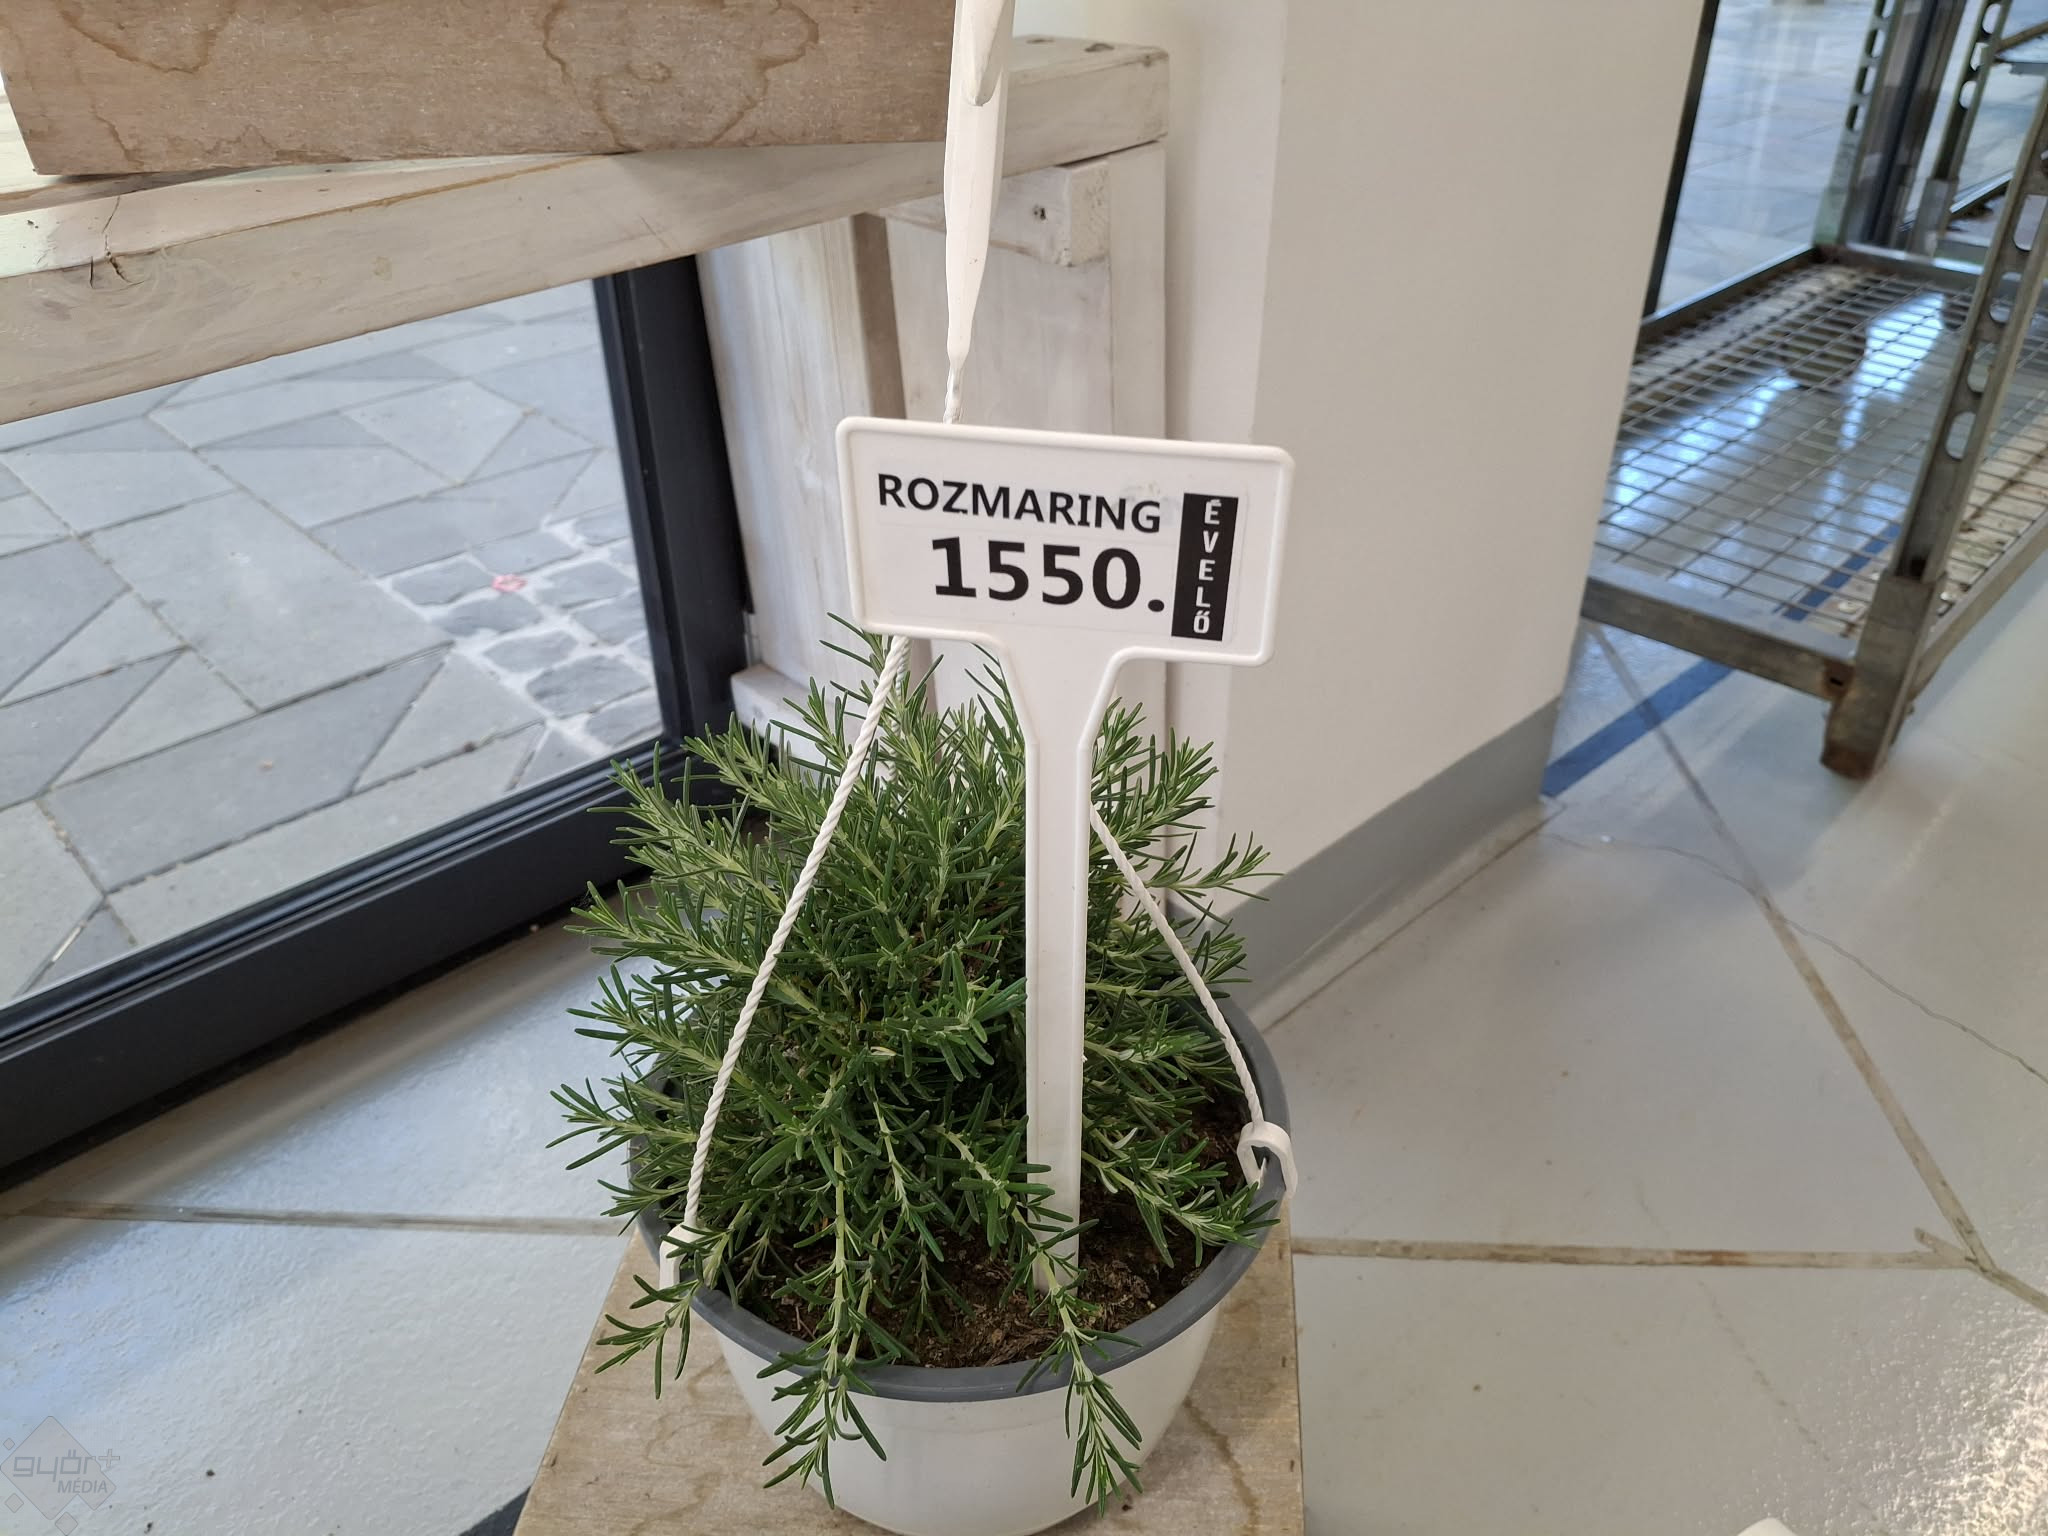 ROZMARING
1550.
ÉVELŐ
győr+
MÉDIA